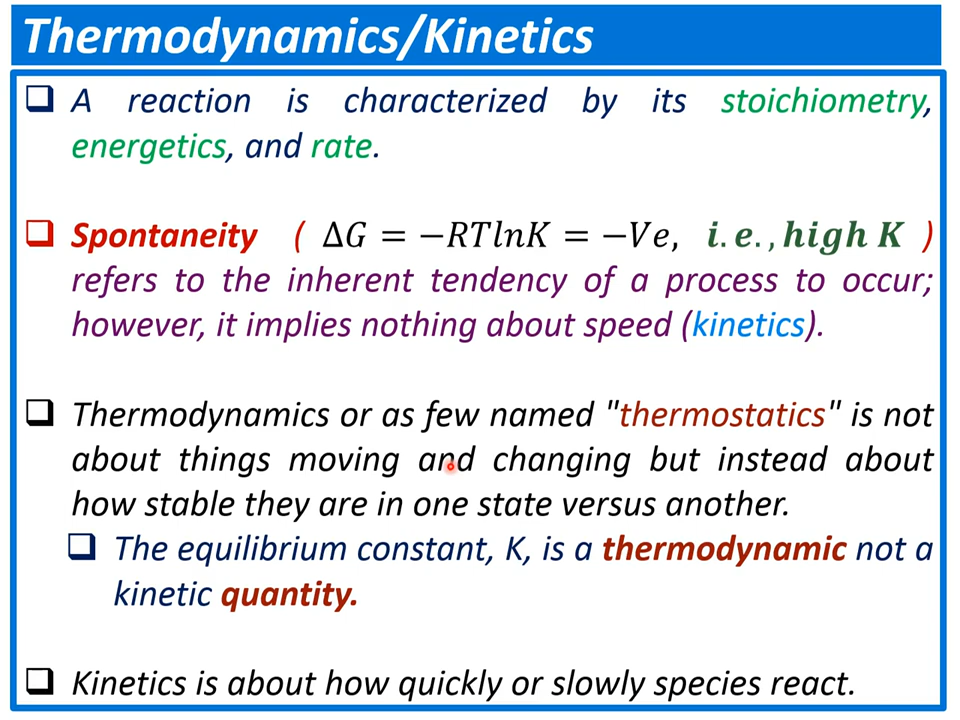 Thermodynamics/Kinetics
❑ A reaction is characterized by its stoichiometry,
energetics, and rate.
❑ Spontaneity ( ΔG = −RTlnK = −Ve, i.e., high K )
refers to the inherent tendency of a process to occur;
however, it implies nothing about speed (kinetics).
❑ Thermodynamics or as few named "thermostatics" is not
about things moving and changing but instead about
how stable they are in one state versus another.
❑ The equilibrium constant, K, is a thermodynamic not a
kinetic quantity.
❑ Kinetics is about how quickly or slowly species react.